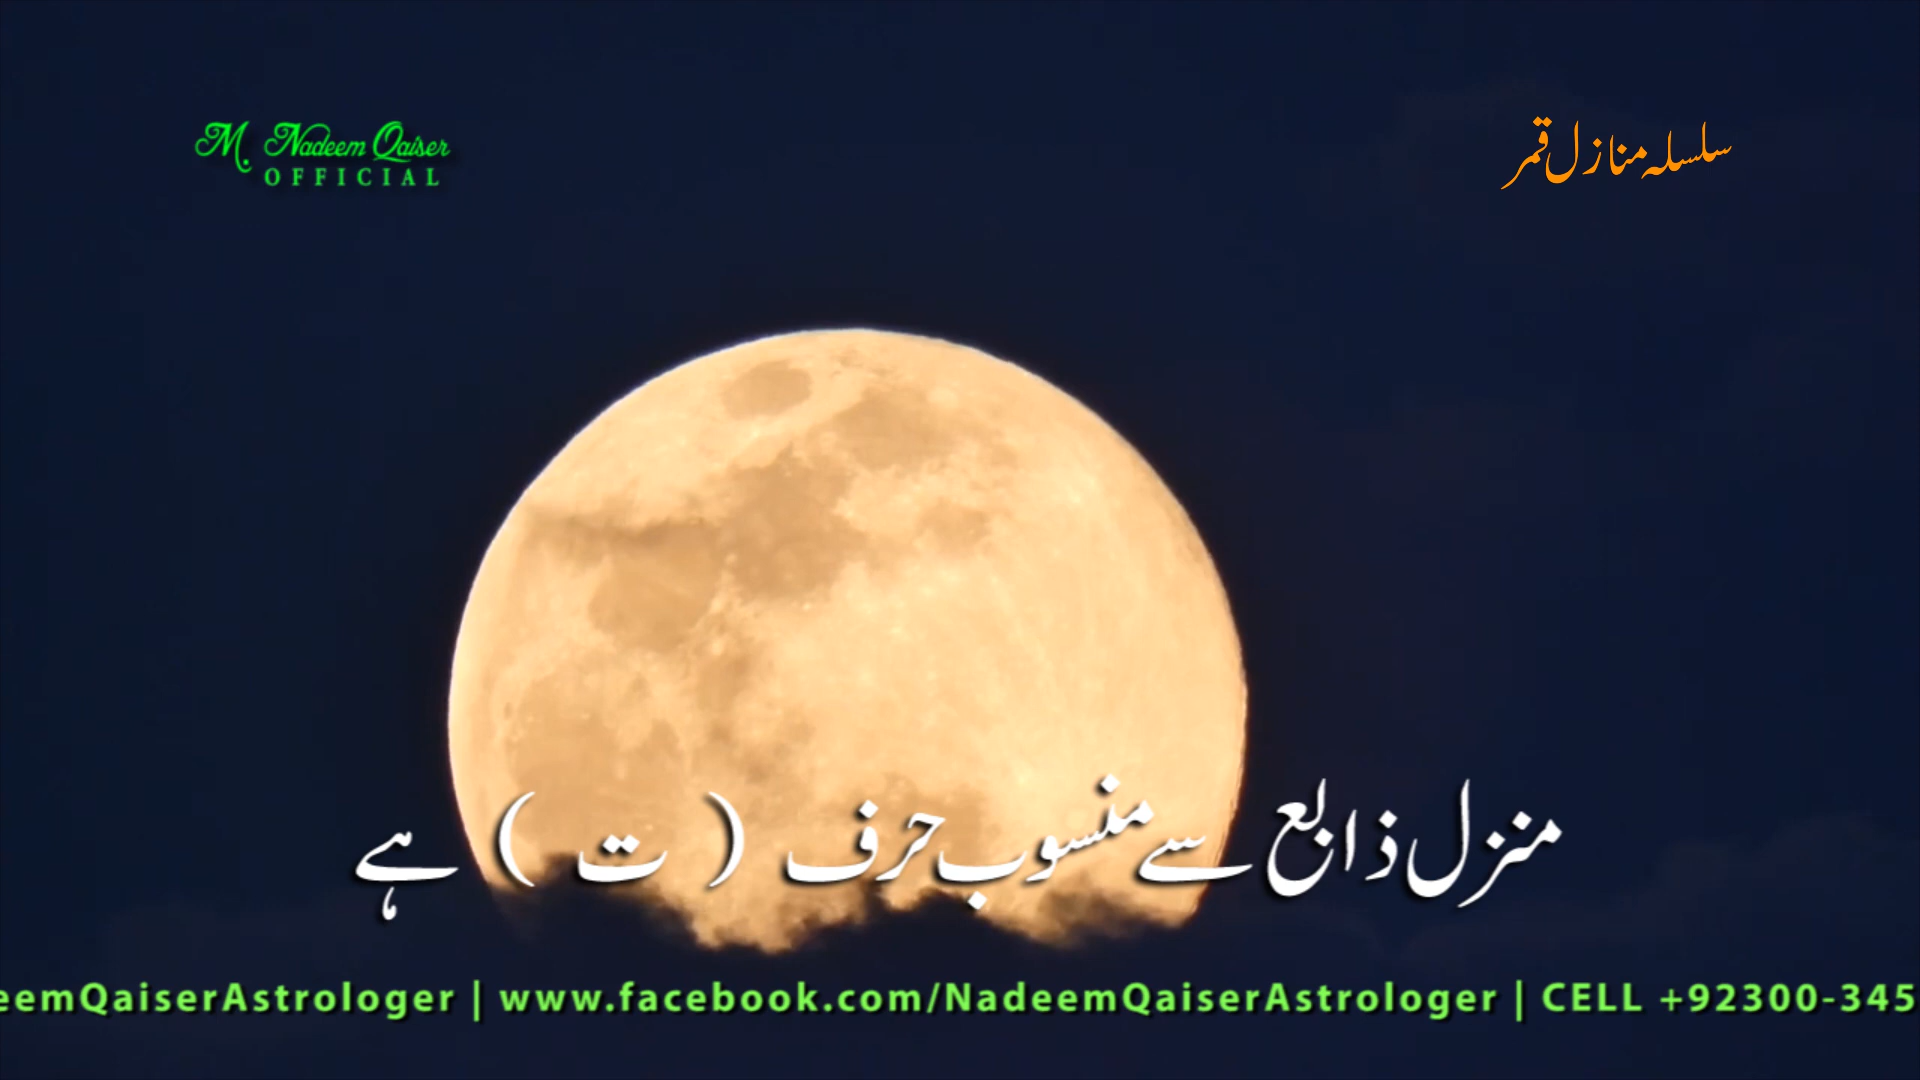 M. Nadeem Qaiser
OFFICIAL
سلسلہ منازل قمر
منزل ذابع سے منسوب حرف ( ت ) ہے
eemQaiserAstrologer | www.facebook.com/NadeemQaiserAstrologer | CELL +92300-345